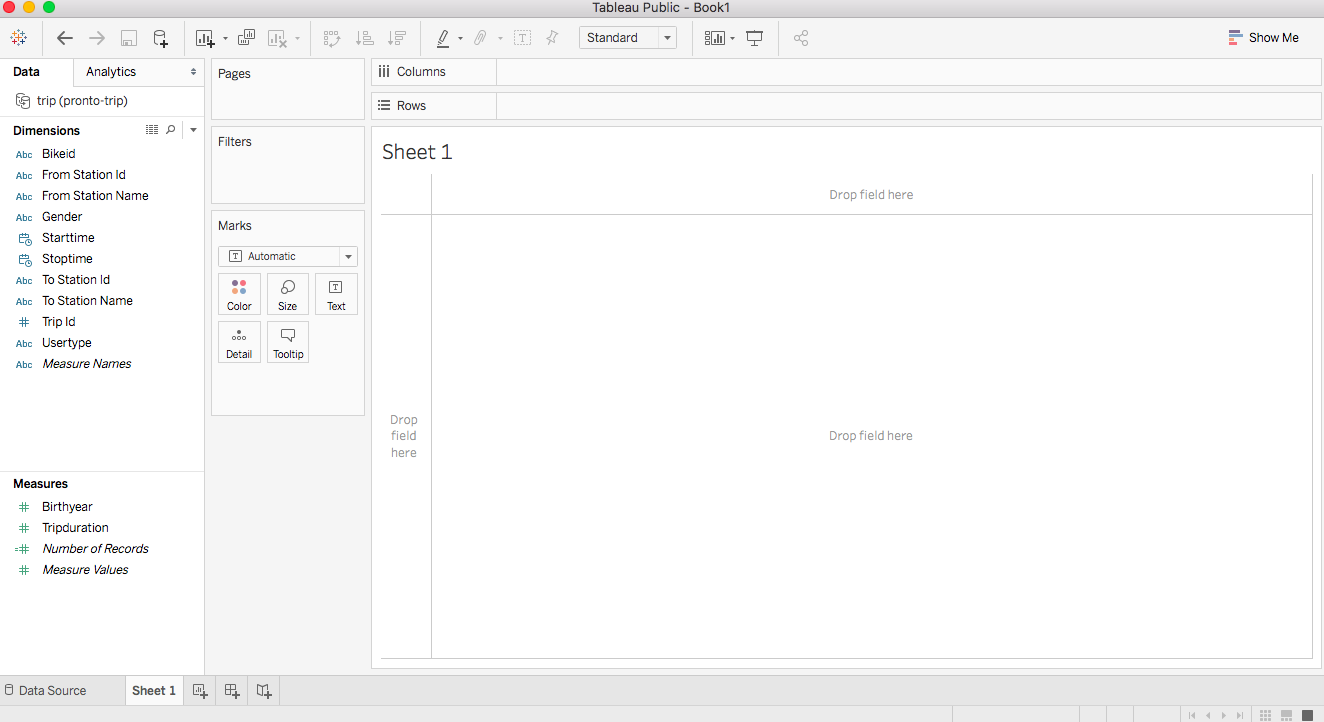 Tableau Public - Book1
Standard
Show Me
Data
Analytics
trip (pronto-trip)
Dimensions
Abc Bikeid
Abc From Station Id
Abc From Station Name
Abc Gender
Starttime
Stoptime
Abc To Station Id
Abc To Station Name
# Trip Id
Abc Usertype
Abc Measure Names
Measures
# Birthyear
# Tripduration
=# Number of Records
# Measure Values
Pages
Filters
Marks
T Automatic
Color Size Text
Detail Tooltip
Columns
Rows
Sheet 1
Drop field here
Drop
field
here
Drop field here
Data Source
Sheet 1